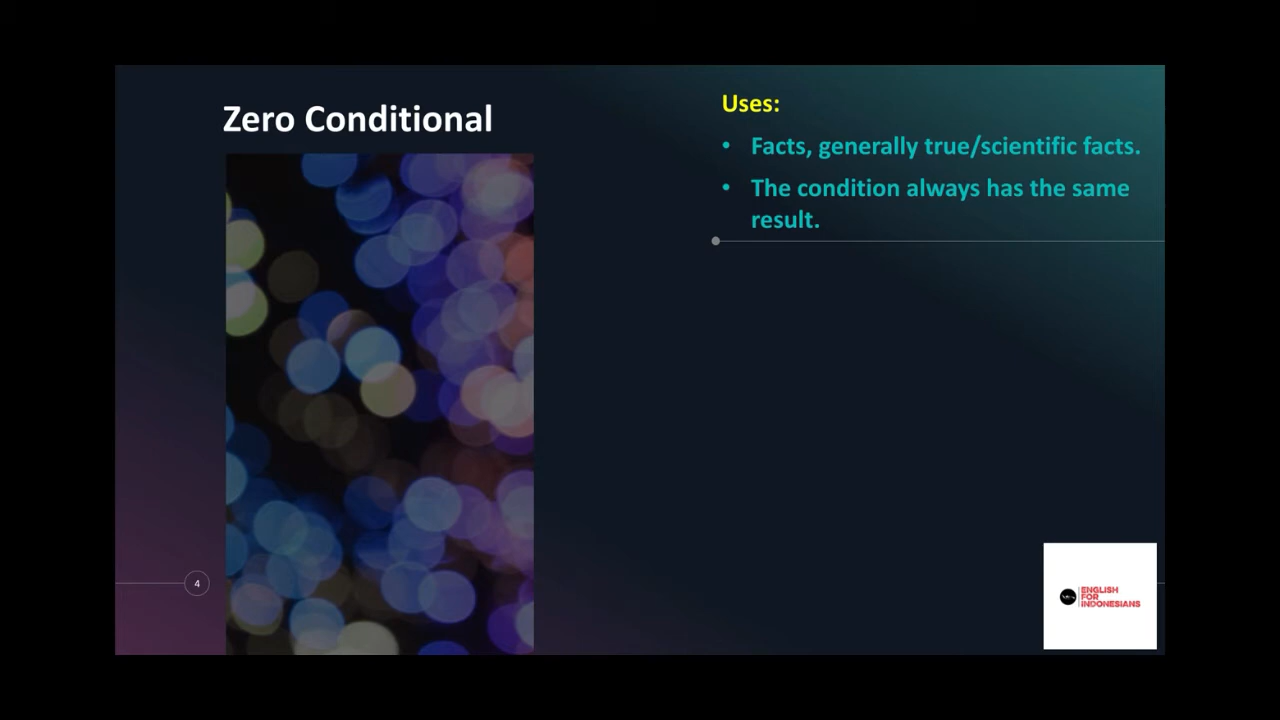 Zero Conditional
Uses:
• Facts, generally true/scientific facts.
• The condition always has the same
result.
4
ENGLISH
FOR
INDONESIANS